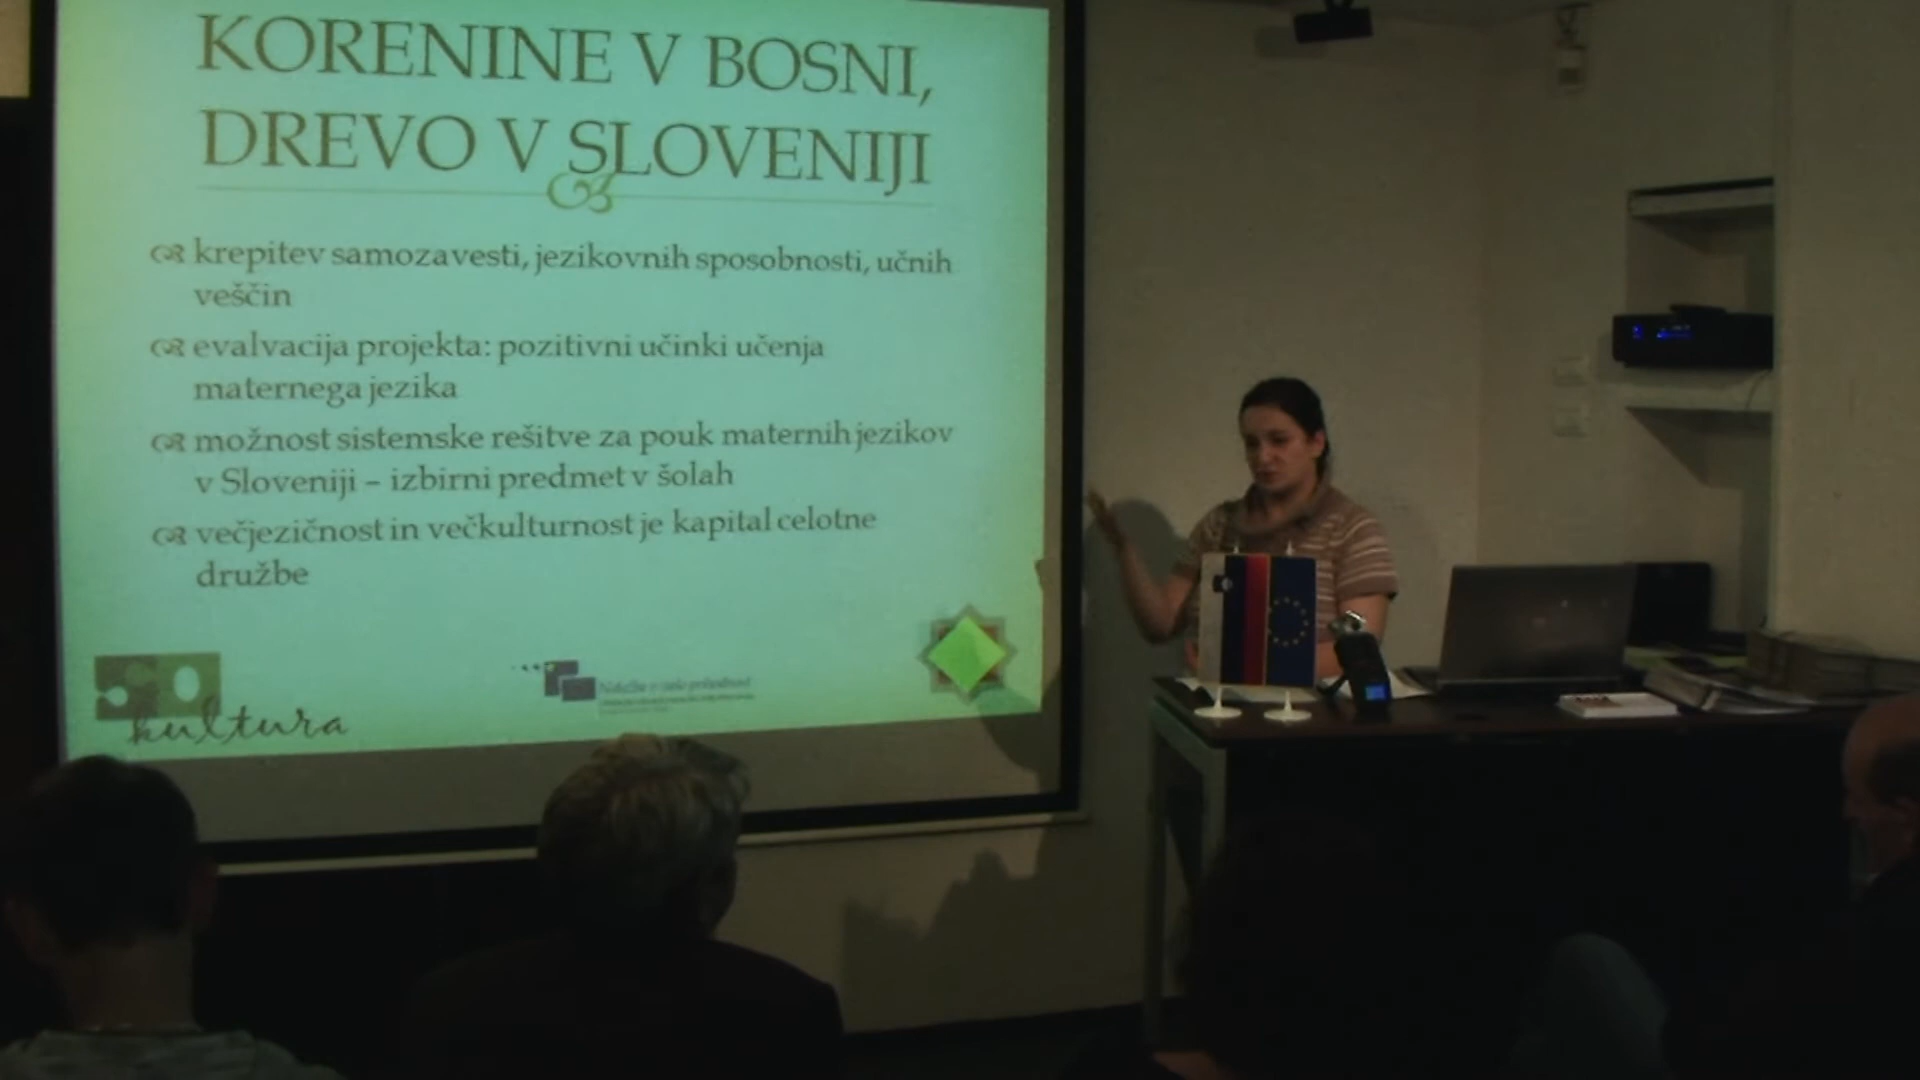 KORENINE V BOSNI,
DREVO V SLOVENIJI
krepitev samozavesti, jezikovnih sposobnosti, učnih
veščin
evalvacija projekta: pozitivni učinki učenja
maternega jezika
možnost sistemske rešitve za pouk maternih jezikov
v Sloveniji – izbirni predmet v šolah
večjezičnost in večkulturnost je kapital celotne
družbe
kultura